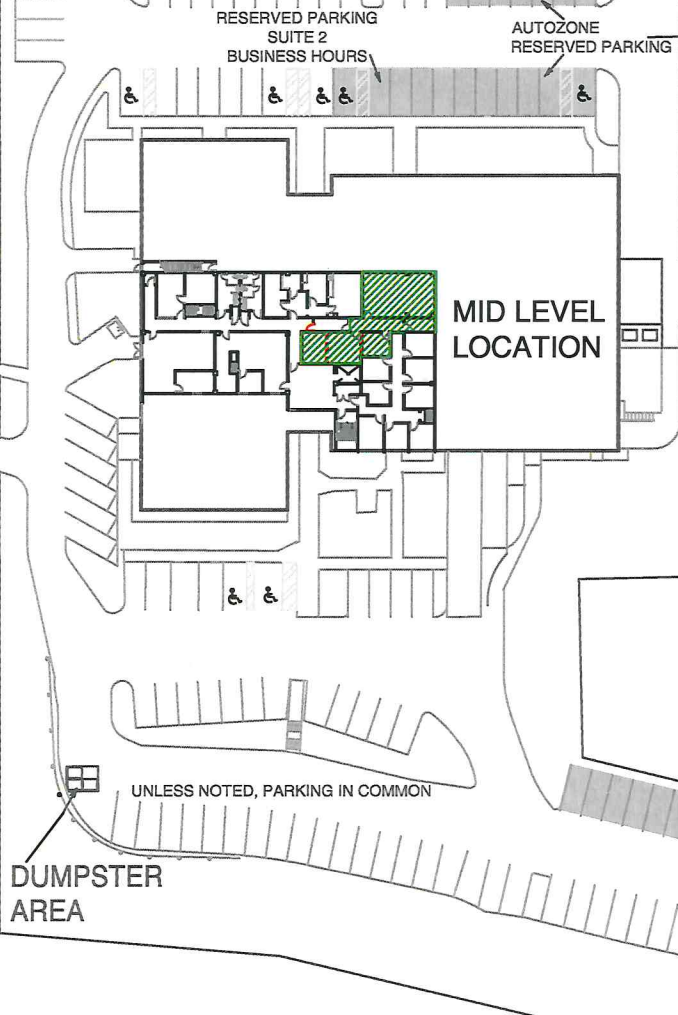 RESERVED PARKING
SUITE 2
BUSINESS HOURS
AUTOZONE
RESERVED PARKING
MID LEVEL
LOCATION
UNLESS NOTED, PARKING IN COMMON
DUMPSTER
AREA